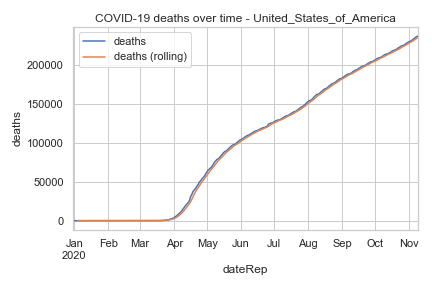 COVID-19 deaths over time - United_States_of_America
deaths
deaths (rolling)
200000
150000
100000
50000
0
deaths
Jan Feb Mar Apr May Jun Jul Aug Sep Oct Nov
2020
dateRep